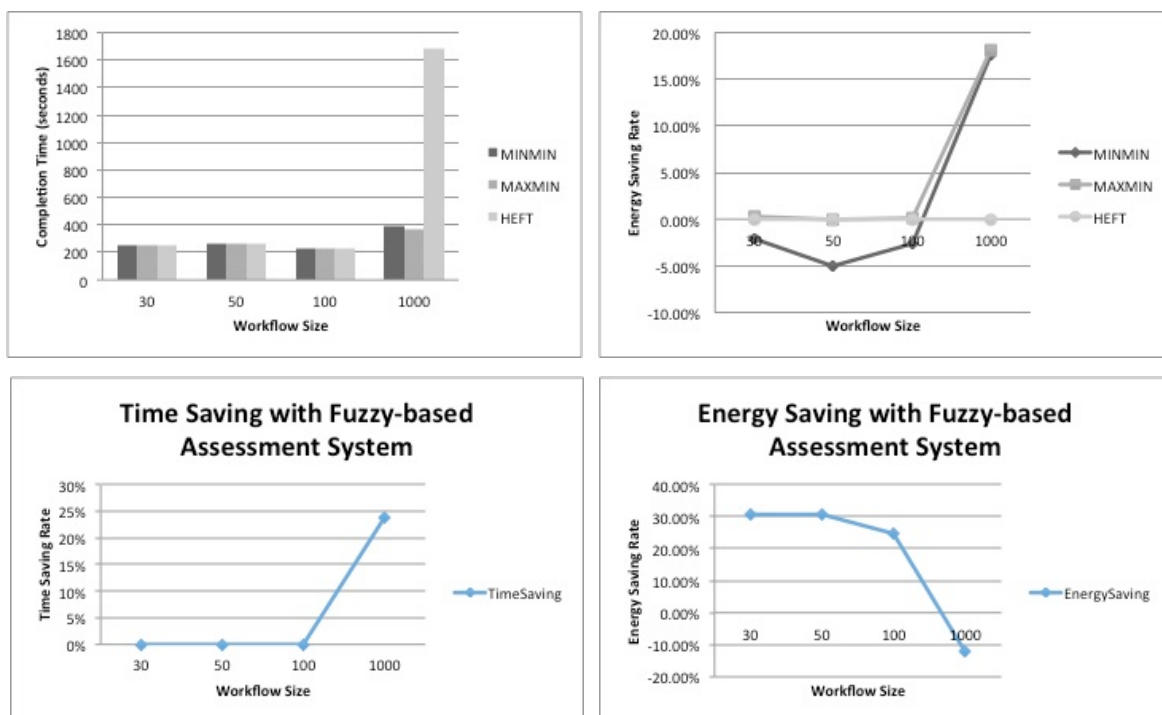 1800
1600
1400
1200
1000
800
600
400
200
0
Completion Time (seconds)
30 50 100 1000
Workflow Size
MINMIN
MAXMIN
HEFT
20.00%
15.00%
10.00%
5.00%
0.00%
-5.00%
-10.00%
Energy Saving Rate
30 50 100 1000
Workflow Size
MINMIN
MAXMIN
HEFT
Time Saving with Fuzzy-based
Assessment System
30%
25%
20%
15%
10%
5%
0%
Time Saving Rate
30 50 100 1000
Workflow Size
TimeSaving
Energy Saving with Fuzzy-based
Assessment System
40.00%
30.00%
20.00%
10.00%
0.00%
-10.00%
-20.00%
Energy Saving Rate
30 50 100 1000
Workflow Size
EnergySaving